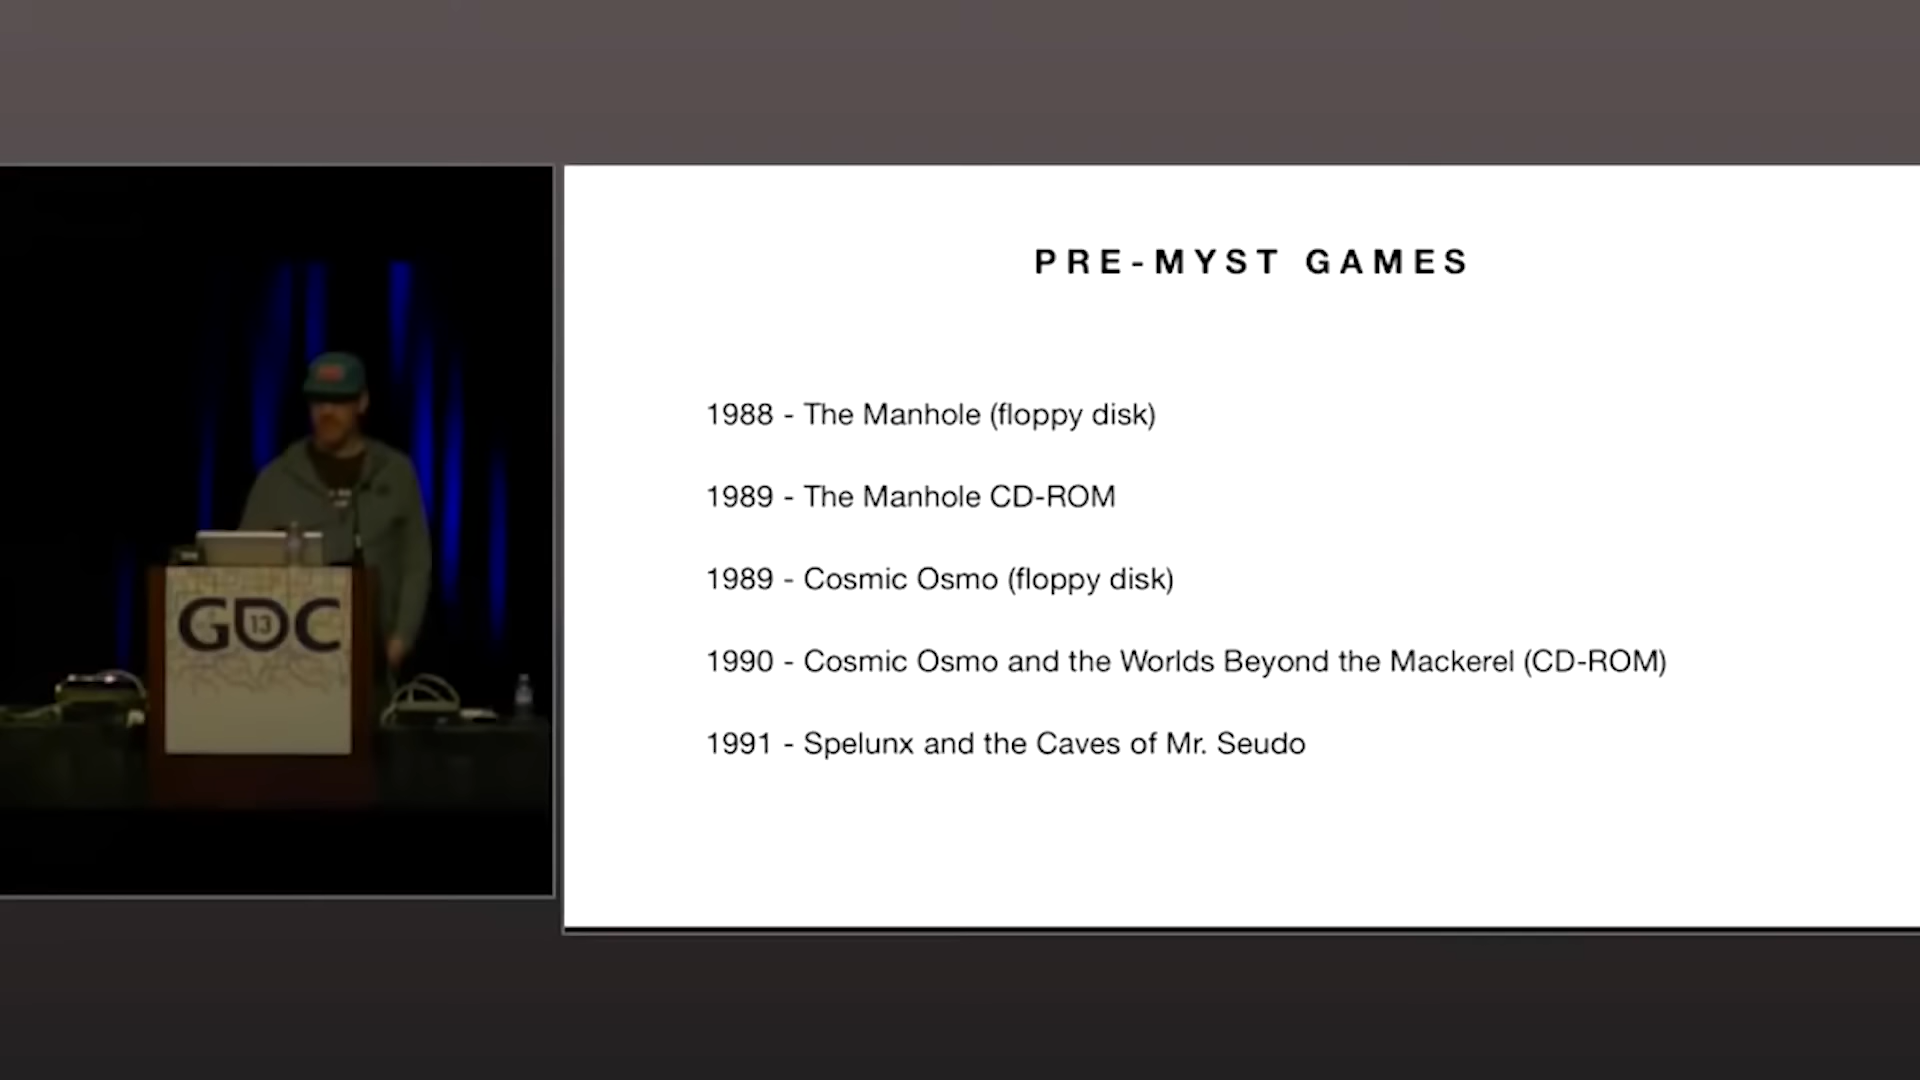 GDC
13
PRE-MYST GAMES
1988 - The Manhole (floppy disk)
1989 - The Manhole CD-ROM
1989 - Cosmic Osmo (floppy disk)
1990 - Cosmic Osmo and the Worlds Beyond the Mackerel (CD-ROM)
1991 - Spelunx and the Caves of Mr. Seudo